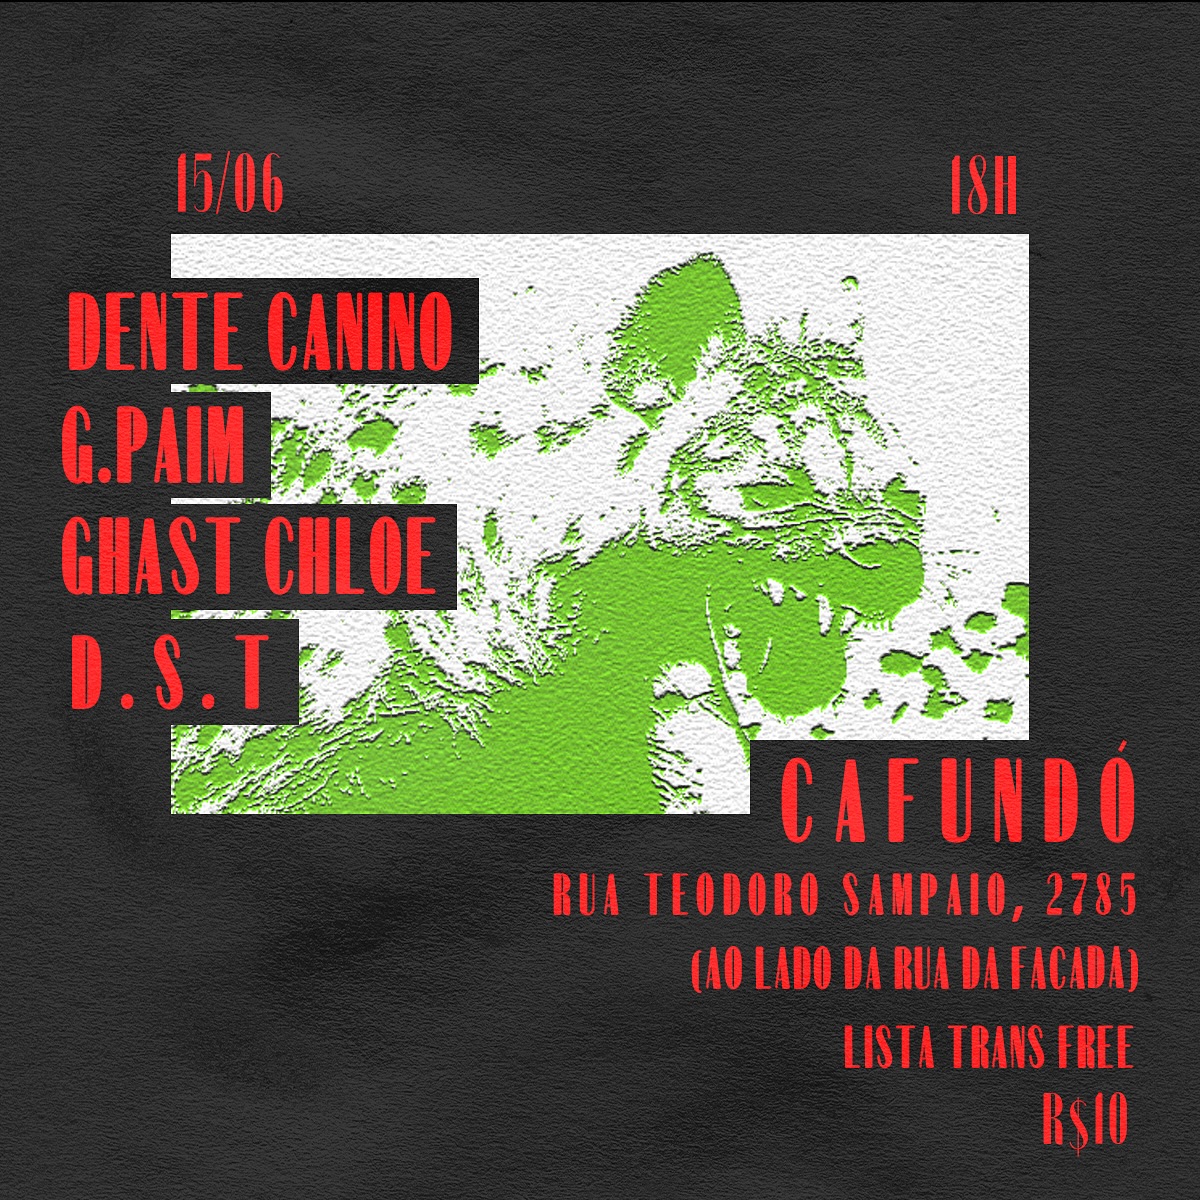 15/06
18H
DENTE CANINO
G.PAIM
GHAST CHLOE
D.S.T
CAFUNDÓ
RUA TEODORO SAMPAIO, 2785
(AO LADO DA RUA DA FACADA)
LISTA TRANS FREE
R$10